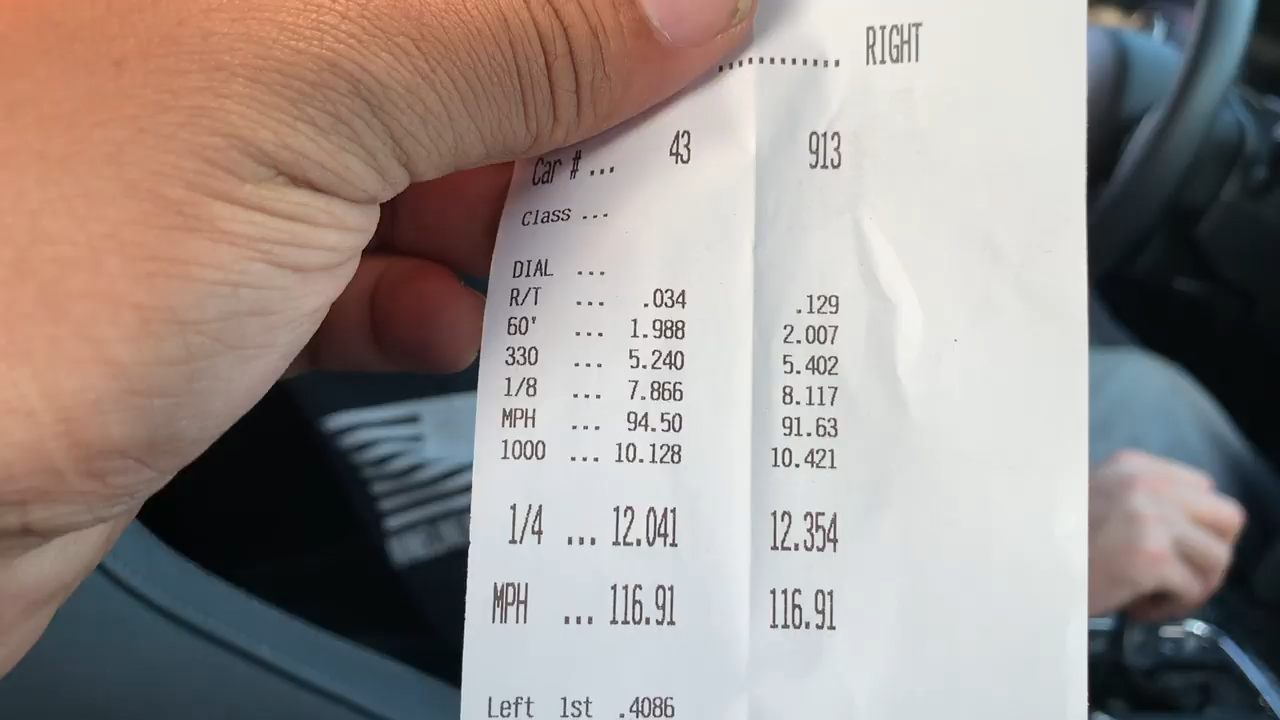 .......... RIGHT
Car # ... 43 913
Class ...
DIAL ...
R/T ... .034 .129
60' ... 1.988 2.007
330 ... 5.240 5.402
1/8 ... 7.866 8.117
MPH ... 94.50 91.63
1000 ... 10.128 10.421
1/4 ... 12.041 12.354
MPH ... 116.91 116.91
Left 1st .4086